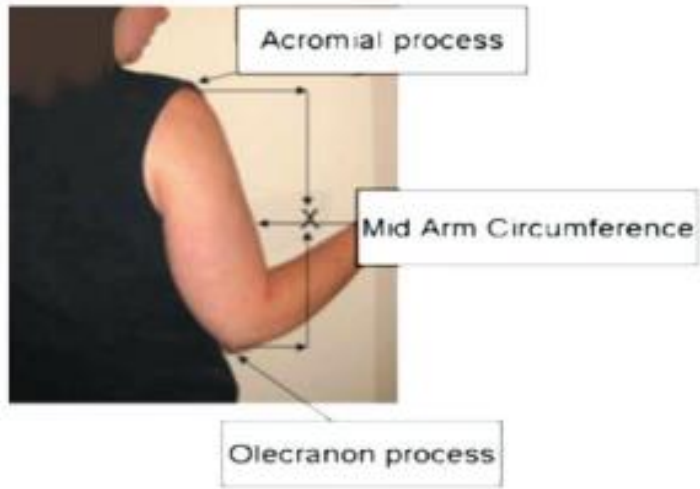 Acromial process
X
Mid Arm Circumference
Olecranon process